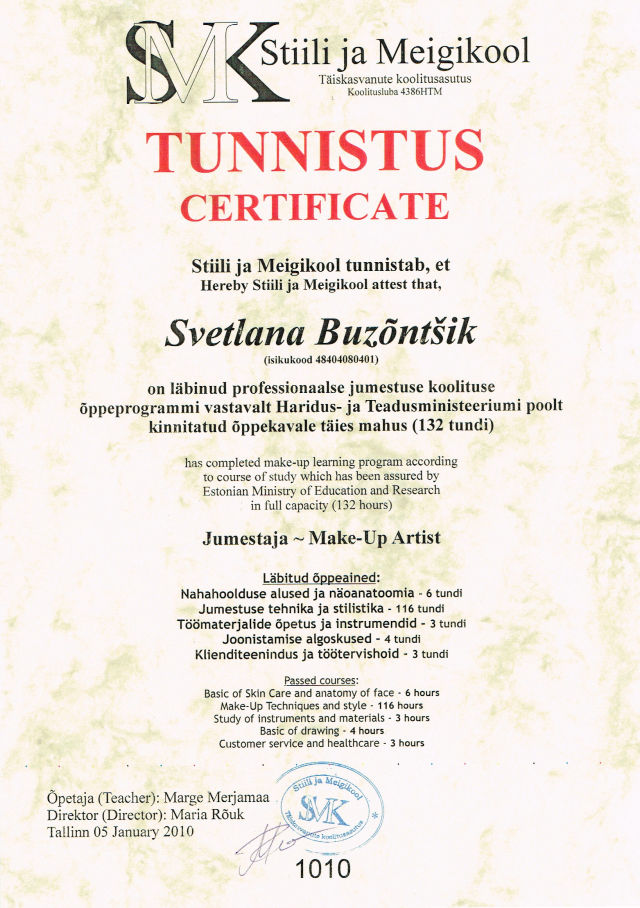 SMK Stiili ja Meigikool
Täiskasvanute koolitusasutus
Koolitusluba 4386HTM
TUNNISTUS
CERTIFICATE
Stiili ja Meigikool tunnistab, et
Hereby Stiili ja Meigikool attest that,
Svetlana Buzõntšik
(isikukood 48404080401)
on läbinud professionaalse jumestuse koolituse
õppeprogrammi vastavalt Haridus- ja Teadusministeeriumi poolt
kinnitatud õppekavale täies mahus (132 tundi)
has completed make-up learning program according
to course of study which has been assured by
Estonian Ministry of Education and Research
in full capacity (132 hours)
Jumestaja ~ Make-Up Artist
Läbitud õppeained:
Nahahoolduse alused ja näoanatoomia - 6 tundi
Jumestuse tehnika ja stilistika - 116 tundi
Töömaterjalide õpetus ja instrumendid - 3 tundi
Joonistamise algoskused - 4 tundi
Klienditeenindus ja töötervishoid - 3 tundi
Passed courses:
Basic of Skin Care and anatomy of face - 6 hours
Make-Up Techniques and style - 116 hours
Study of instruments and materials - 3 hours
Basic of drawing - 4 hours
Customer service and healthcare - 3 hours
Õpetaja (Teacher): Marge Merjamaa
Direktor (Director): Maria Rõuk
Tallinn 05 January 2010
Stiili ja Meigikool
SMK
Täiskasvanute koolitusasutus
1010